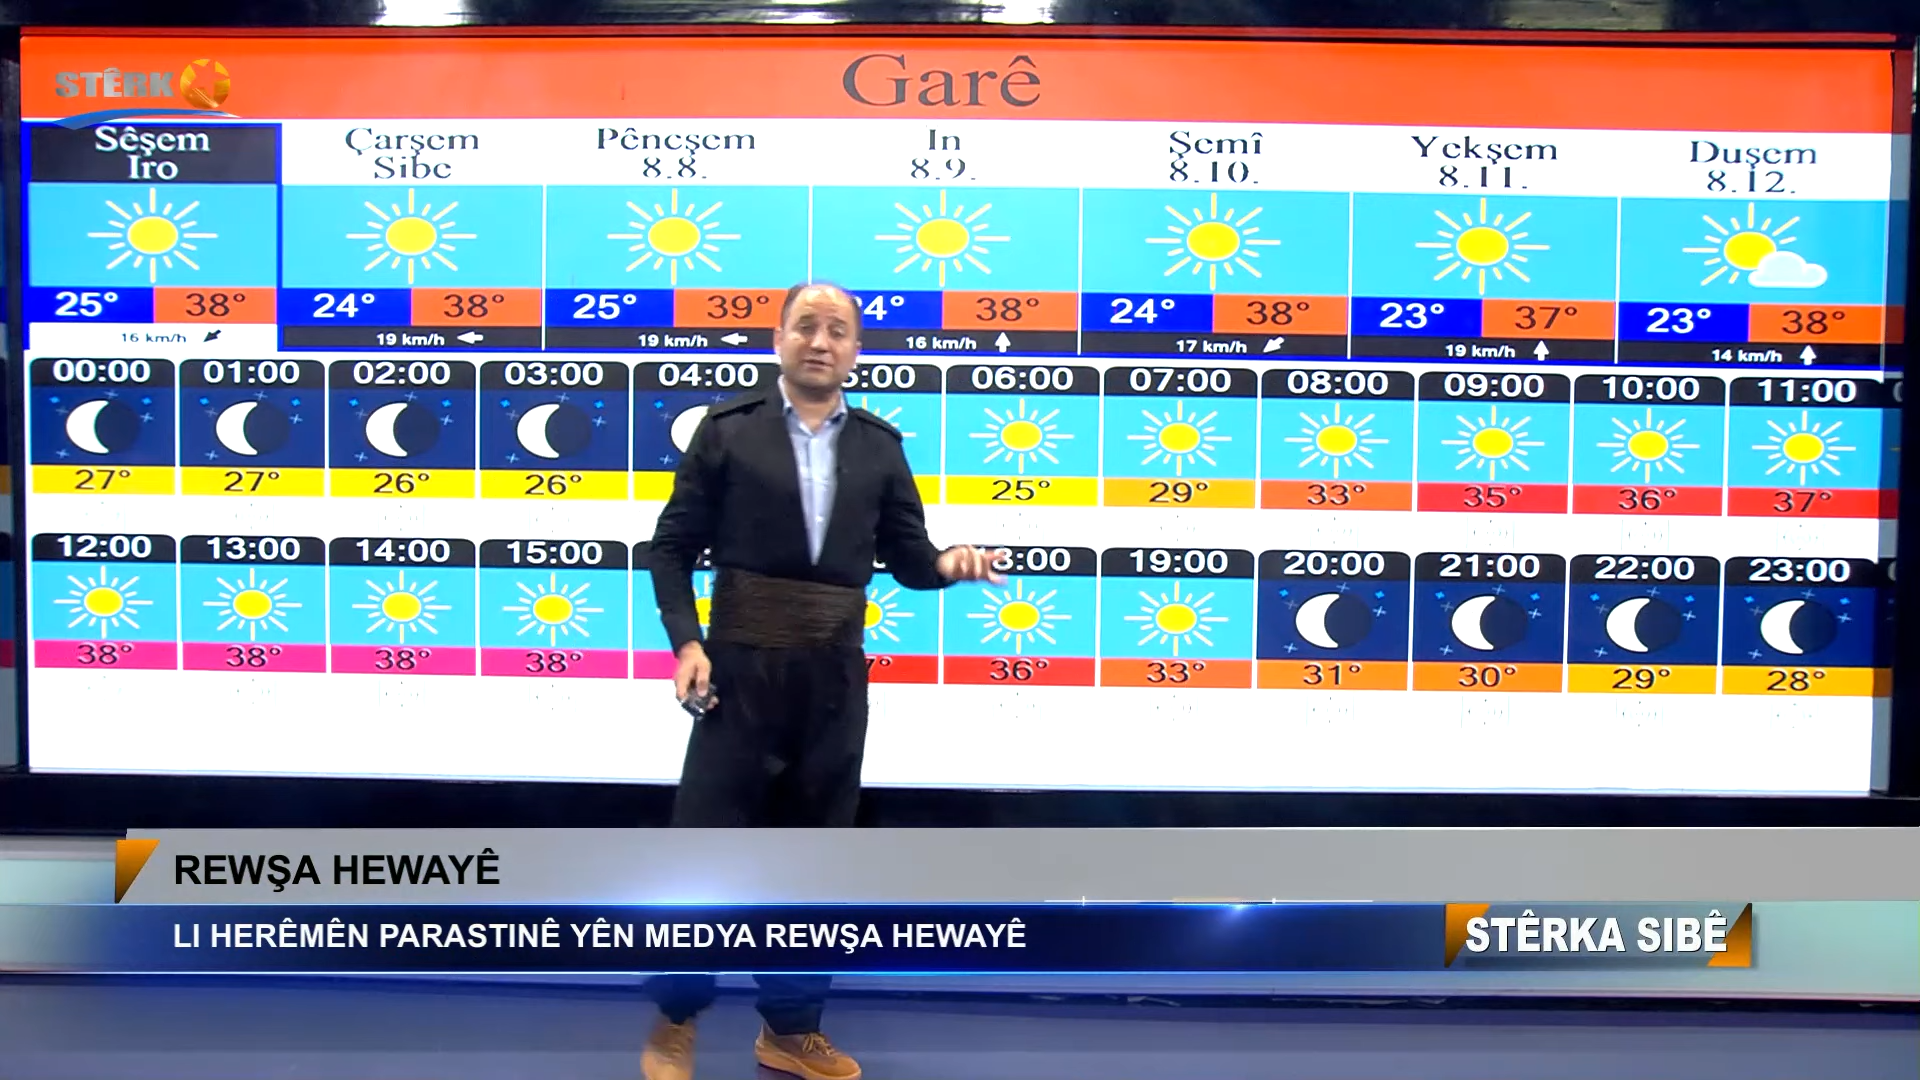 STÊRK
Garê
Sêşem Çarşem Pêncşem In Şemî Yekşem Duşem
Iro Sibe 8.8. 8.9. 8.10. 8.11. 8.12.
25° 38° 24° 38° 25° 39° 38° 24° 38° 23° 37° 23° 38°
16 km/h 19 km/h 19 km/h 16 km/h 17 km/h 19 km/h 14 km/h
00:00 01:00 02:00 03:00 04:00 06:00 07:00 08:00 09:00 10:00 11:00
27° 27° 26° 26° 25° 29° 33° 35° 36° 37°
12:00 13:00 14:00 15:00 19:00 20:00 21:00 22:00 23:00
38° 38° 38° 38° 36° 33° 31° 30° 29° 28°
REWŞA HEWAYÊ
LI HERÊMÊN PARASTINÊ YÊN MEDYA REWŞA HEWAYÊ
STÊRKA SIBÊ